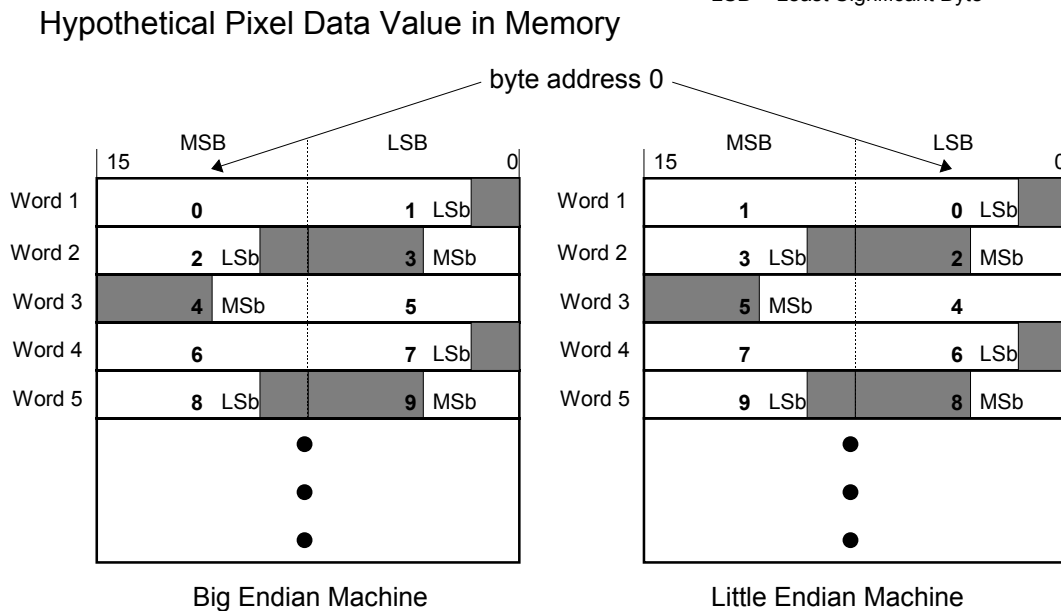 Hypothetical Pixel Data Value in Memory
byte address 0
MSB LSB
15 0
Word 1 0 1 LSb
Word 2 2 LSb 3 MSb
Word 3 4 MSb 5
Word 4 6 7 LSb
Word 5 8 LSb 9 MSb
Big Endian Machine
MSB LSB
15 0
Word 1 1 0 LSb
Word 2 3 LSb 2 MSb
Word 3 5 MSb 4
Word 4 7 6 LSb
Word 5 9 LSb 8 MSb
Little Endian Machine